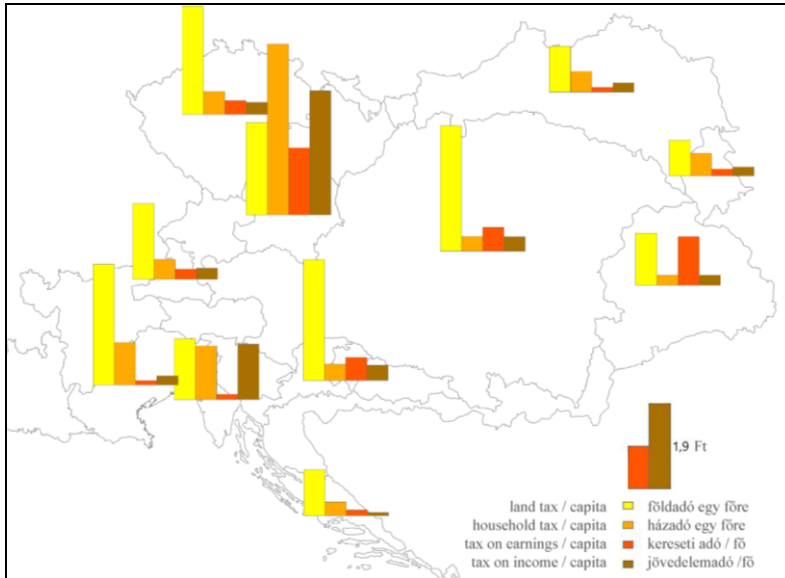 1,9 Ft
land tax / capita földadó egy főre
household tax / capita házadó egy főre
tax on earnings / capita kereseti adó / fő
tax on income / capita jövedelemadó /fő